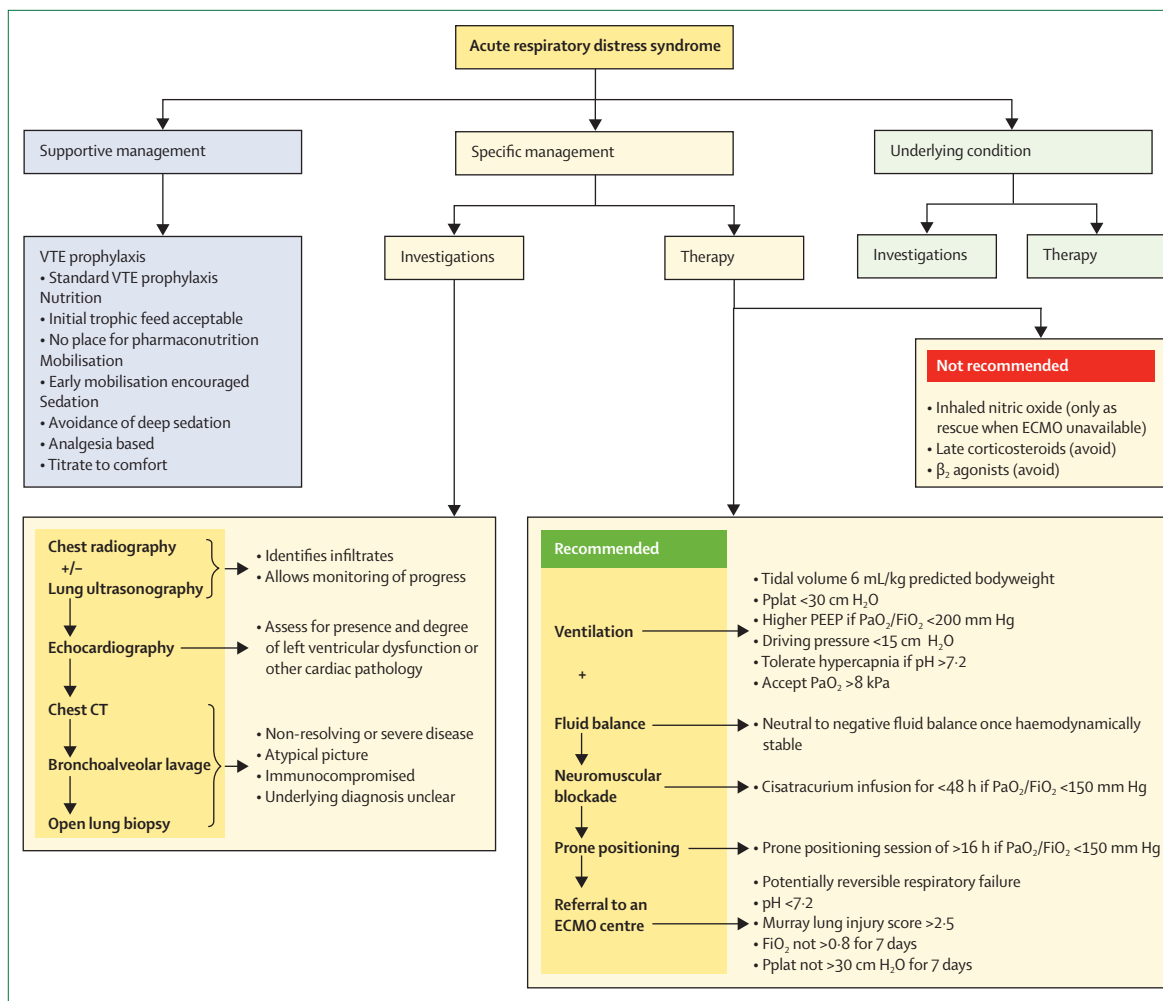 Acute respiratory distress syndrome
Supportive management
Specific management
Underlying condition
Investigations
Therapy
Investigations
Therapy
VTE prophylaxis
• Standard VTE prophylaxis
Nutrition
• Initial trophic feed acceptable
• No place for pharmaconutrition
Mobilisation
• Early mobilisation encouraged
Sedation
• Avoidance of deep sedation
• Analgesia based
• Titrate to comfort
Not recommended
• Inhaled nitric oxide (only as
rescue when ECMO unavailable)
• Late corticosteroids (avoid)
• β₂ agonists (avoid)
Chest radiography
+/–
Lung ultrasonography
• Identifies infiltrates
• Allows monitoring of progress
Echocardiography
• Assess for presence and degree
of left ventricular dysfunction or
other cardiac pathology
Chest CT
Bronchoalveolar lavage
Open lung biopsy
• Non-resolving or severe disease
• Atypical picture
• Immunocompromised
• Underlying diagnosis unclear
Recommended
Ventilation
+
• Tidal volume 6 mL/kg predicted bodyweight
• Pplat <30 cm H₂O
• Higher PEEP if PaO₂/FiO₂ <200 mm Hg
• Driving pressure <15 cm H₂O
• Tolerate hypercapnia if pH >7·2
• Accept PaO₂ >8 kPa
Fluid balance
• Neutral to negative fluid balance once haemodynamically
stable
Neuromuscular
blockade
• Cisatracurium infusion for <48 h if PaO₂/FiO₂ <150 mm Hg
Prone positioning
• Prone positioning session of >16 h if PaO₂/FiO₂ <150 mm Hg
Referral to an
ECMO centre
• Potentially reversible respiratory failure
• pH <7·2
• Murray lung injury score >2·5
• FiO₂ not >0·8 for 7 days
• Pplat not >30 cm H₂O for 7 days